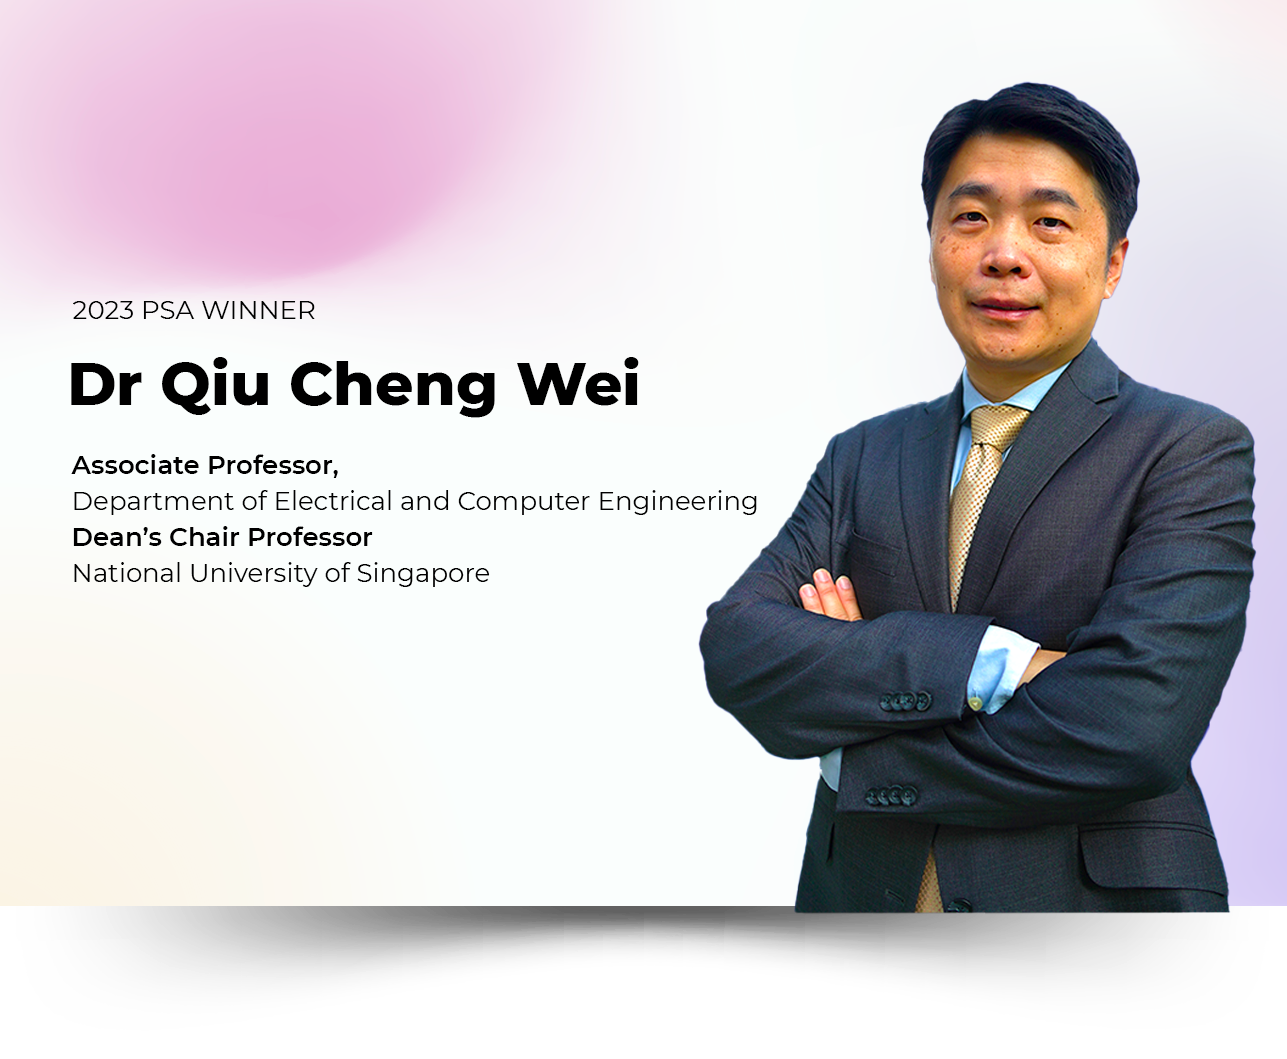 2023 PSA WINNER
Dr Qiu Cheng Wei
Associate Professor,
Department of Electrical and Computer Engineering
Dean’s Chair Professor
National University of Singapore